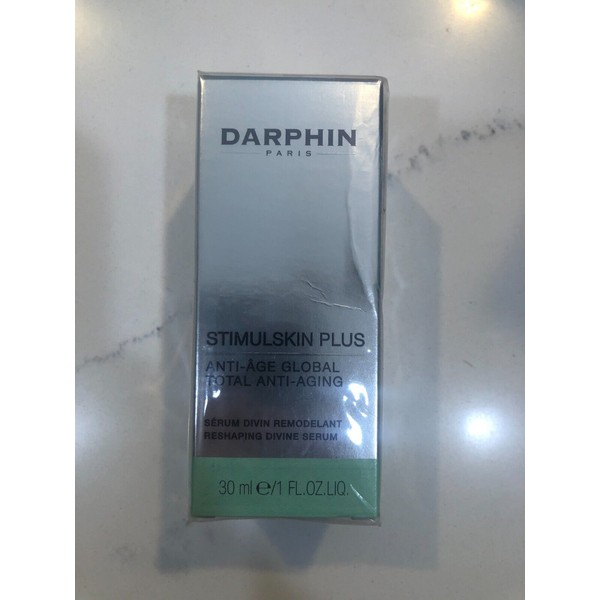 DARPHIN
PARIS
STIMULSKIN PLUS
ANTI-ÂGE GLOBAL
TOTAL ANTI-AGING
SÉRUM DIVIN REMODELANT
RESHAPING DIVINE SERUM
30 ml ℮/1 FL.OZ.LIQ.